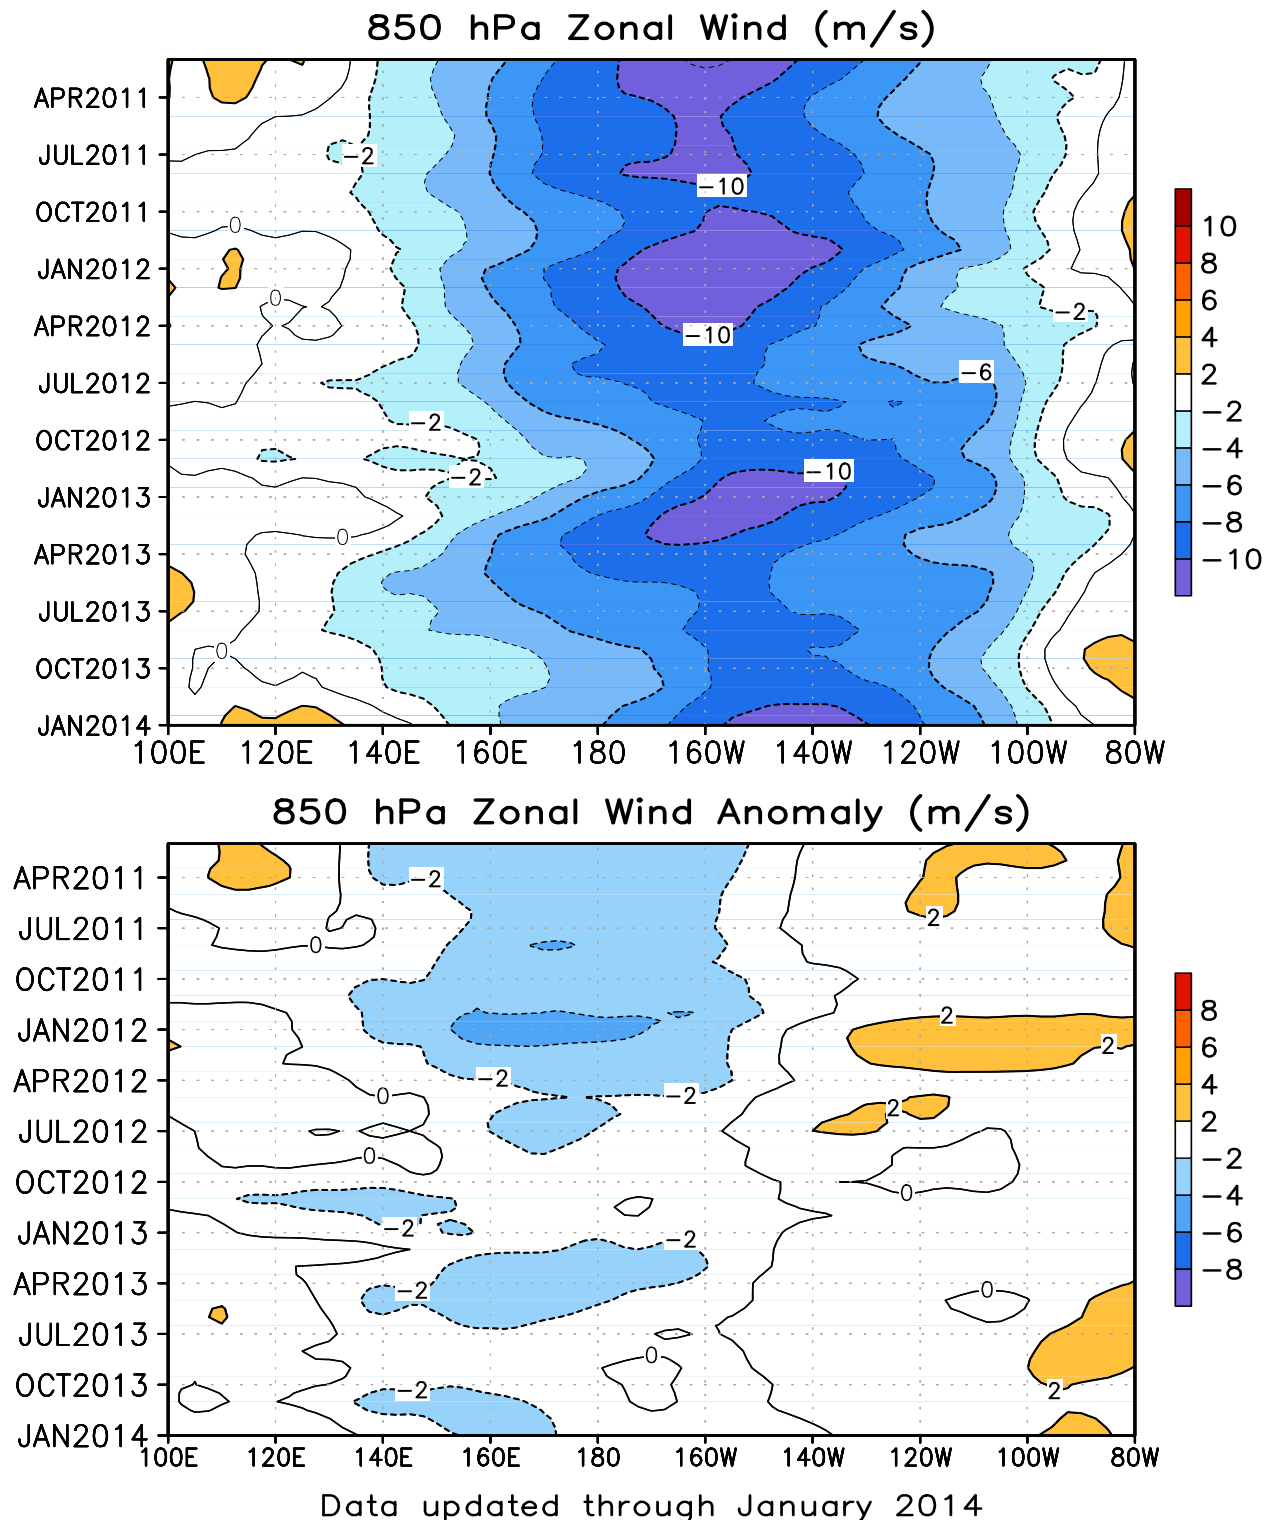 850 hPa Zonal Wind (m/s)
APR2011
JUL2011
OCT2011
JAN2012
APR2012
JUL2012
OCT2012
JAN2013
APR2013
JUL2013
OCT2013
JAN2014
-2
-10
0
0
-10
-2
-6
-2
-10
-2
0
0
100E 120E 140E 160E 180 160W 140W 120W 100W 80W
10
8
6
4
2
-2
-4
-6
-8
-10
850 hPa Zonal Wind Anomaly (m/s)
APR2011
JUL2011
OCT2011
JAN2012
APR2012
JUL2012
OCT2012
JAN2013
APR2013
JUL2013
OCT2013
JAN2014
-2
2
0
2
2
-2
-2
0
2
0
0
-2
-2
-2
0
0
-2
2
100E 120E 140E 160E 180 160W 140W 120W 100W 80W
8
6
4
2
-2
-4
-6
-8
Data updated through January 2014